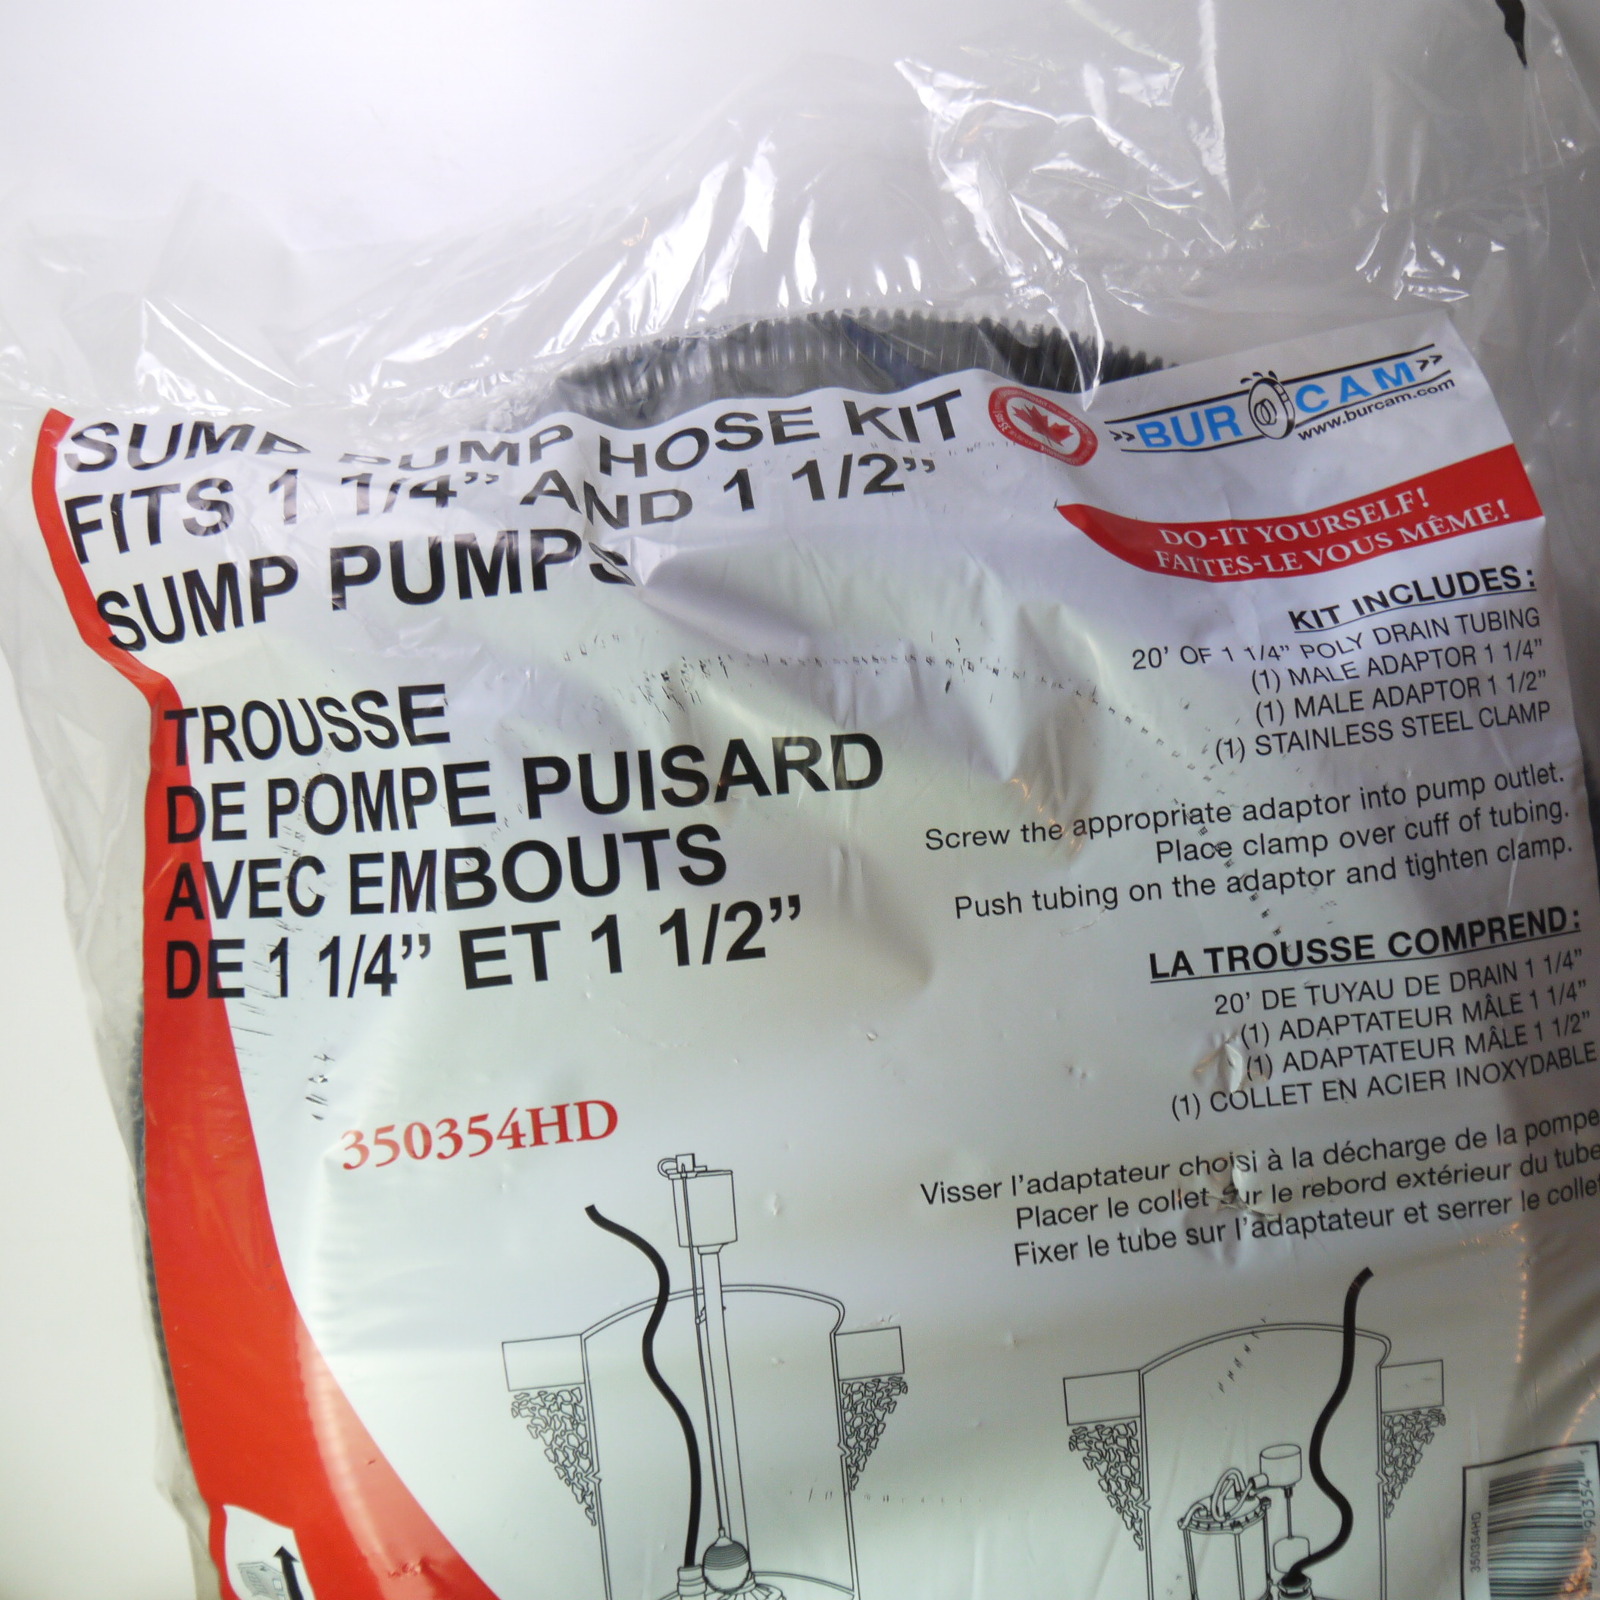 SUMP PUMP HOSE KIT
FITS 1 1/4” AND 1 1/2”
SUMP PUMPS
TROUSSE
DE POMPE PUISARD
AVEC EMBOUTS
DE 1 1/4” ET 1 1/2”
350354HD
BURCAM
www.burcam.com
DO-IT YOURSELF!
FAITES-LE VOUS MÊME!
KIT INCLUDES:
20’ OF 1 1/4” POLY DRAIN TUBING
(1) MALE ADAPTOR 1 1/4”
(1) MALE ADAPTOR 1 1/2”
(1) STAINLESS STEEL CLAMP
Screw the appropriate adaptor into pump outlet.
Place clamp over cuff of tubing.
Push tubing on the adaptor and tighten clamp.
LA TROUSSE COMPREND:
20’ DE TUYAU DE DRAIN 1 1/4”
(1) ADAPTATEUR MÂLE 1 1/4”
(1) ADAPTATEUR MÂLE 1 1/2”
(1) COLLET EN ACIER INOXYDABLE
Visser l’adaptateur choisi à la décharge de la pompe
Placer le collet sur le rebord extérieur du tube
Fixer le tube sur l’adaptateur et serrer le collet
350354HD
90354 1